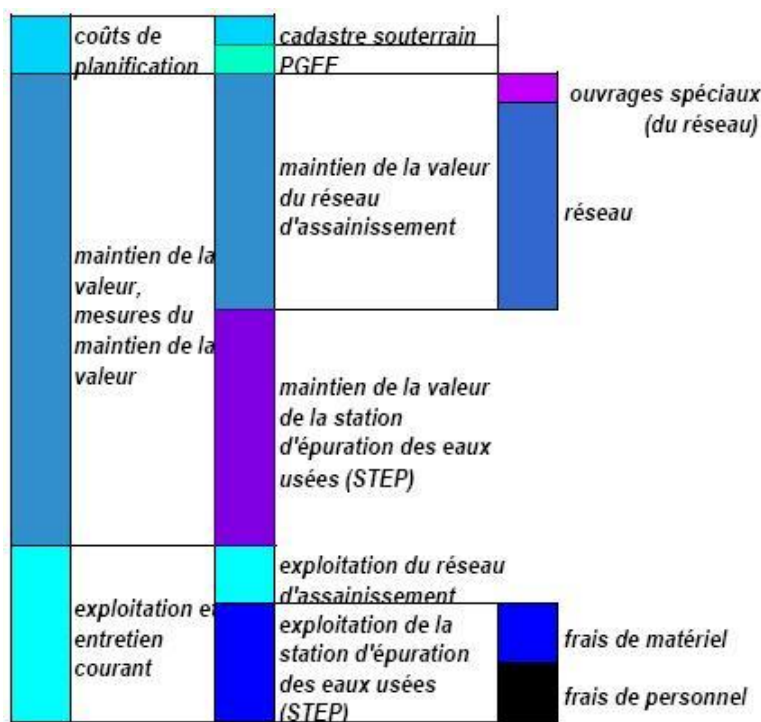 coûts de
planification
cadastre souterrain
PGEE
ouvrages spéciaux
(du réseau)
maintien de la valeur
du réseau
d'assainissement
réseau
maintien de la
valeur,
mesures du
maintien de la
valeur
maintien de la valeur
de la station
d'épuration des eaux
usées (STEP)
exploitation et
entretien
courant
exploitation du réseau
d'assainissement
exploitation de la
station d'épuration
des eaux usées
(STEP)
frais de matériel
frais de personnel